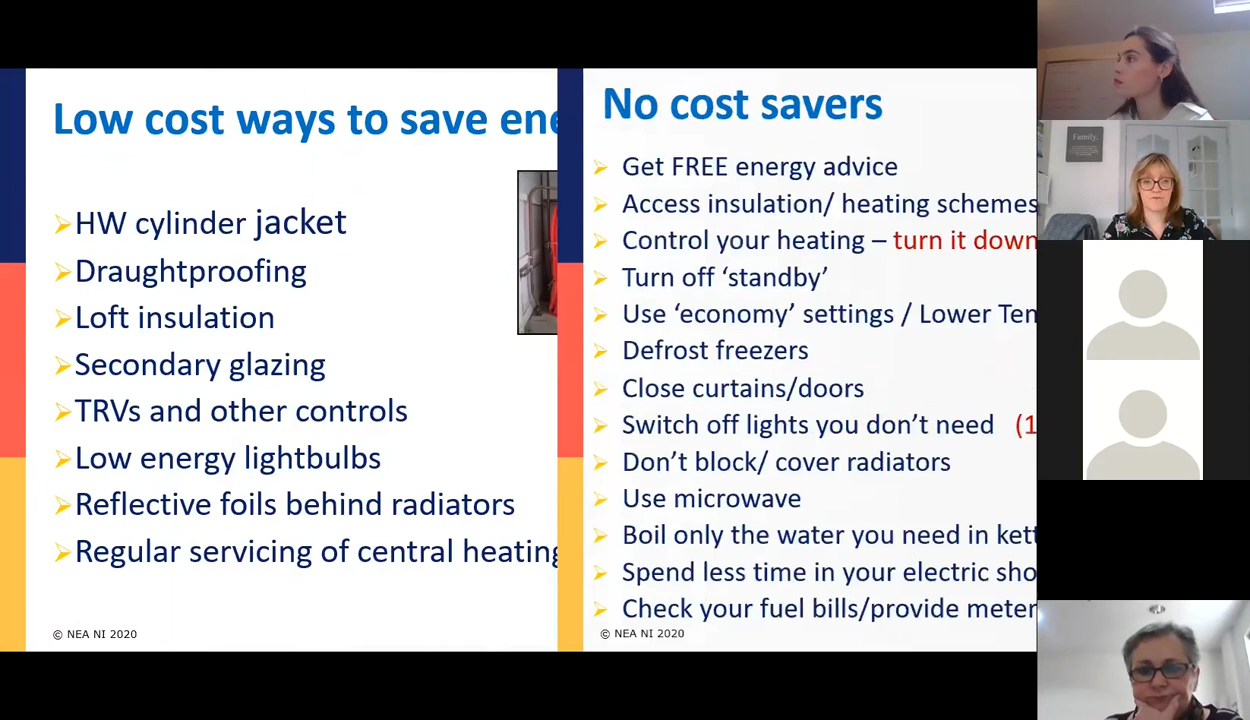 Low cost ways to save ene
HW cylinder jacket
Draughtproofing
Loft insulation
Secondary glazing
TRVs and other controls
Low energy lightbulbs
Reflective foils behind radiators
Regular servicing of central heating
© NEA NI 2020
No cost savers
Get FREE energy advice
Access insulation/ heating schemes
Control your heating – turn it down
Turn off ‘standby’
Use ‘economy’ settings / Lower Tem
Defrost freezers
Close curtains/doors
Switch off lights you don’t need (1
Don’t block/ cover radiators
Use microwave
Boil only the water you need in kett
Spend less time in your electric sho
Check your fuel bills/provide meter
© NEA NI 2020
Family.